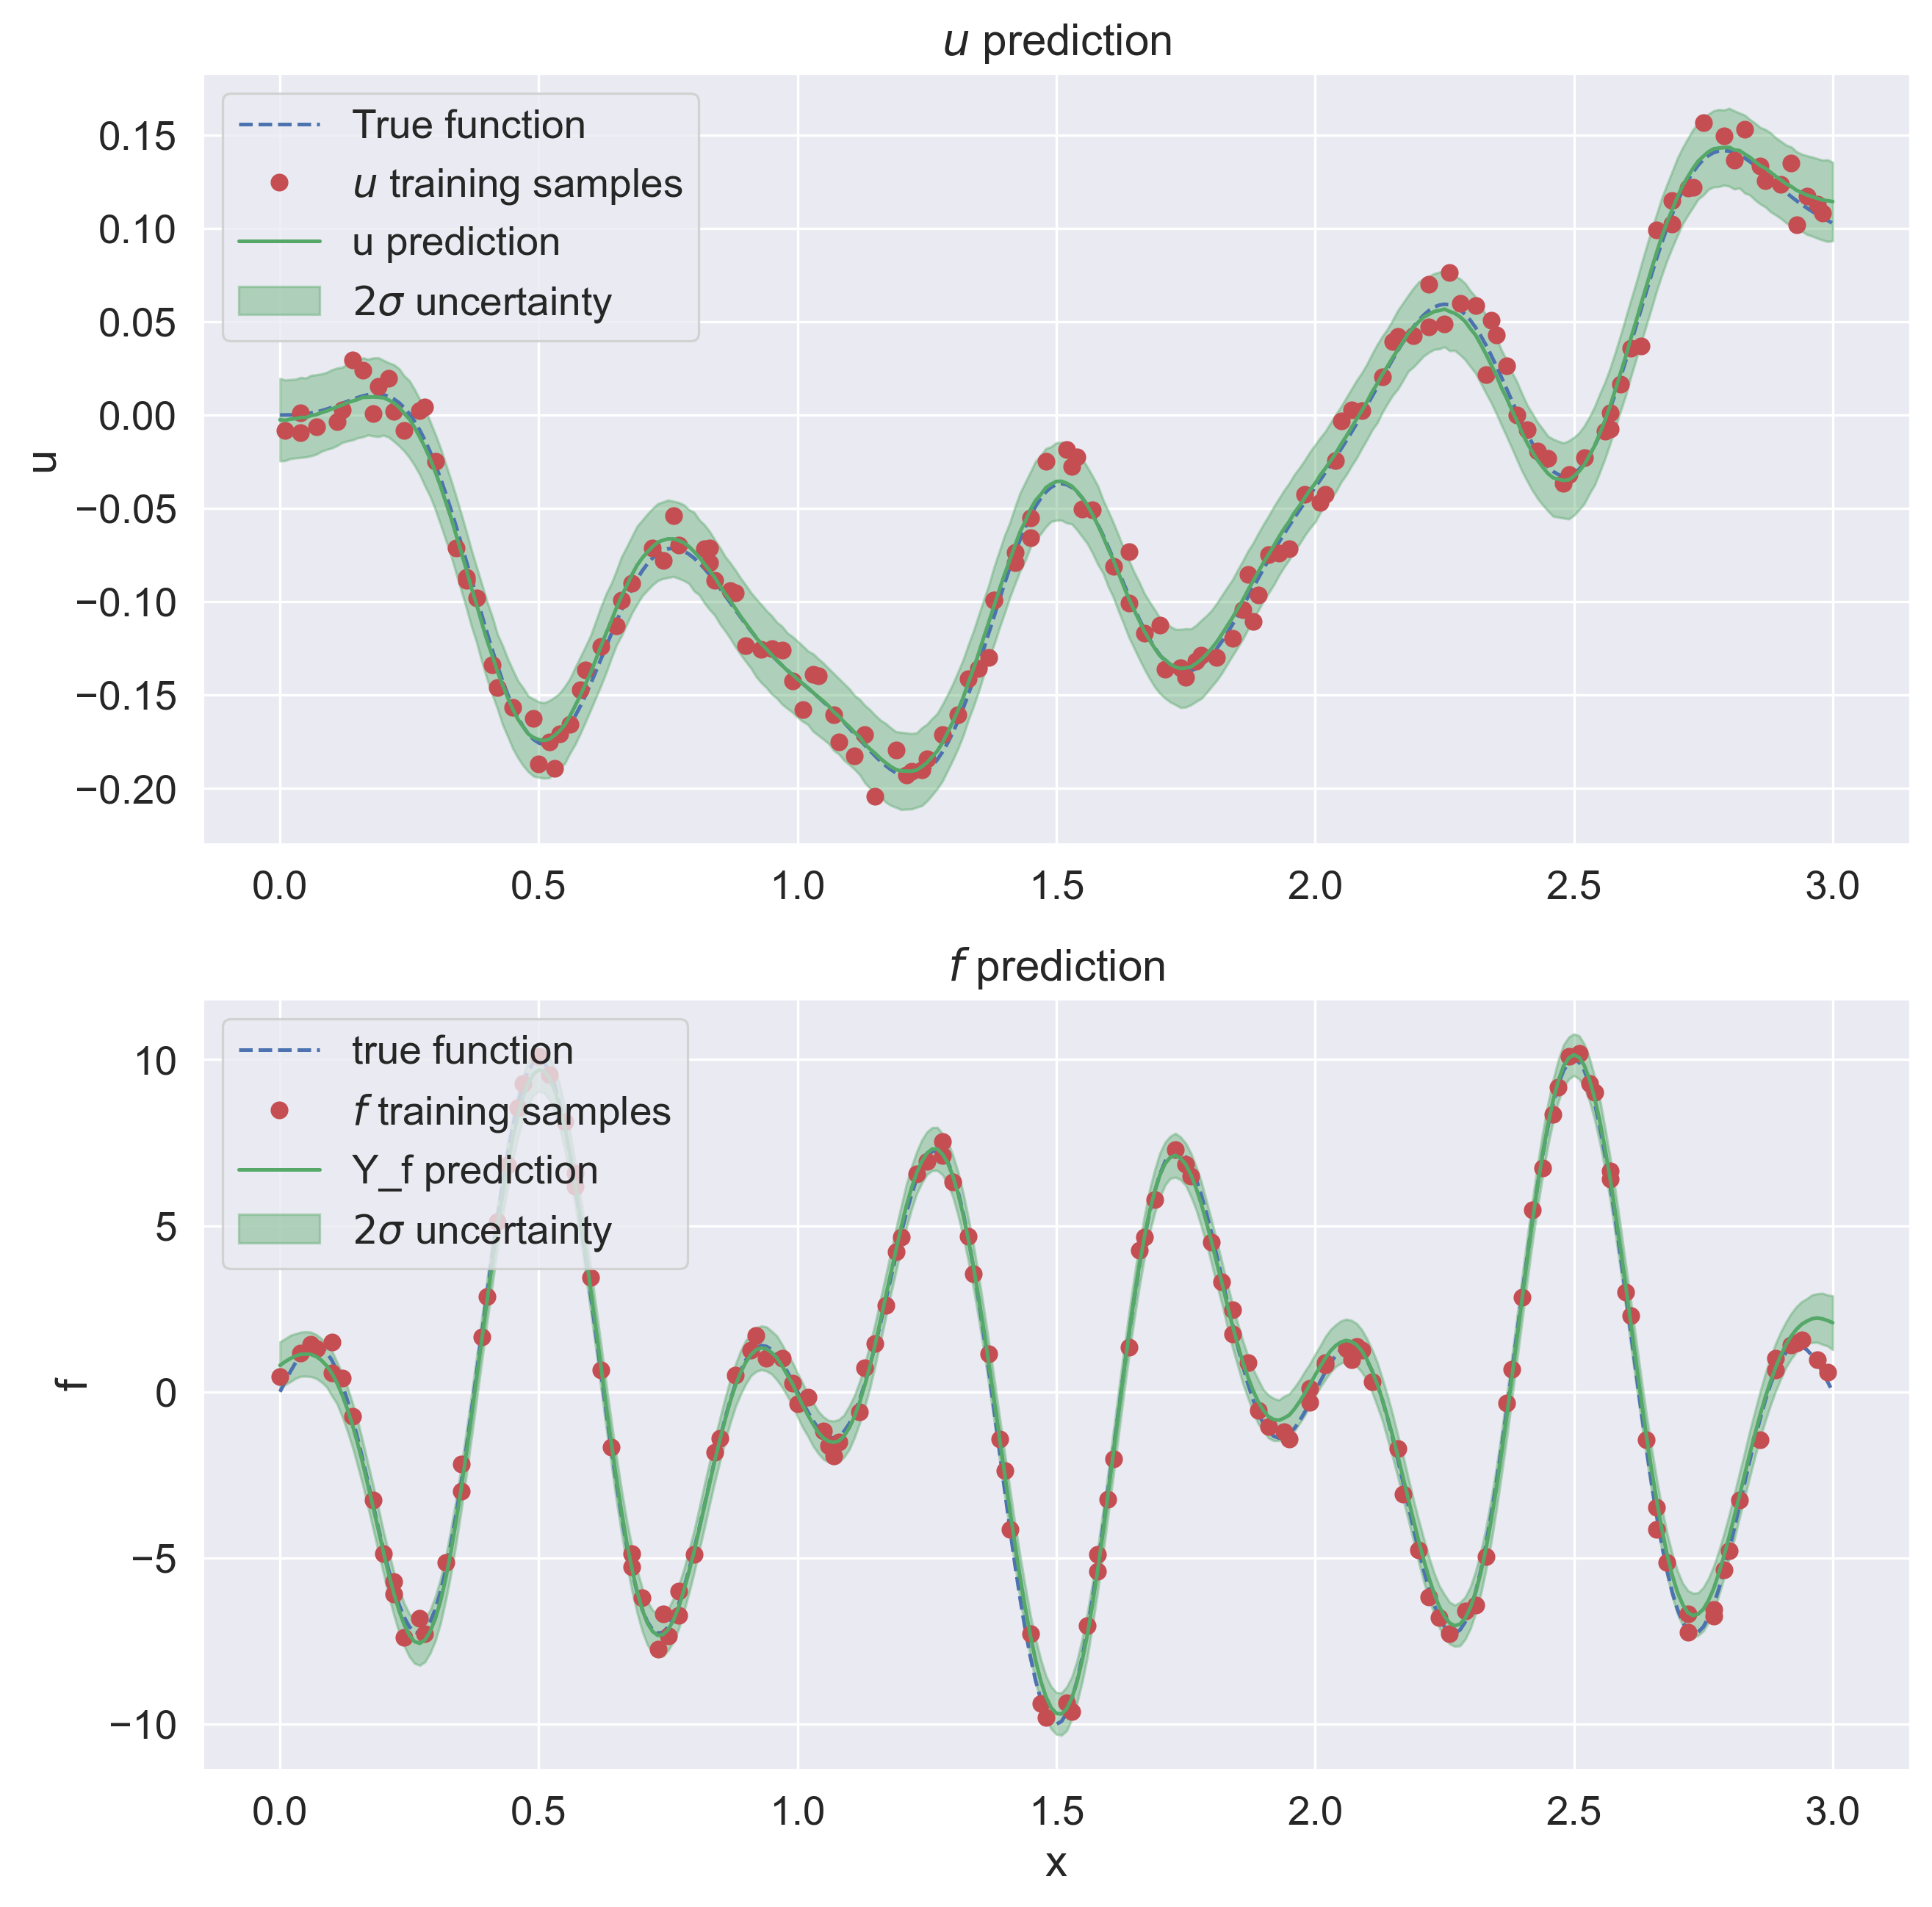 u prediction
True function
u training samples
u prediction
2σ uncertainty
0.15
0.10
0.05
0.00
−0.05
−0.10
−0.15
−0.20
u
0.0 0.5 1.0 1.5 2.0 2.5 3.0
f prediction
true function
f training samples
Y_f prediction
2σ uncertainty
10
5
0
−5
−10
f
0.0 0.5 1.0 1.5 2.0 2.5 3.0
x